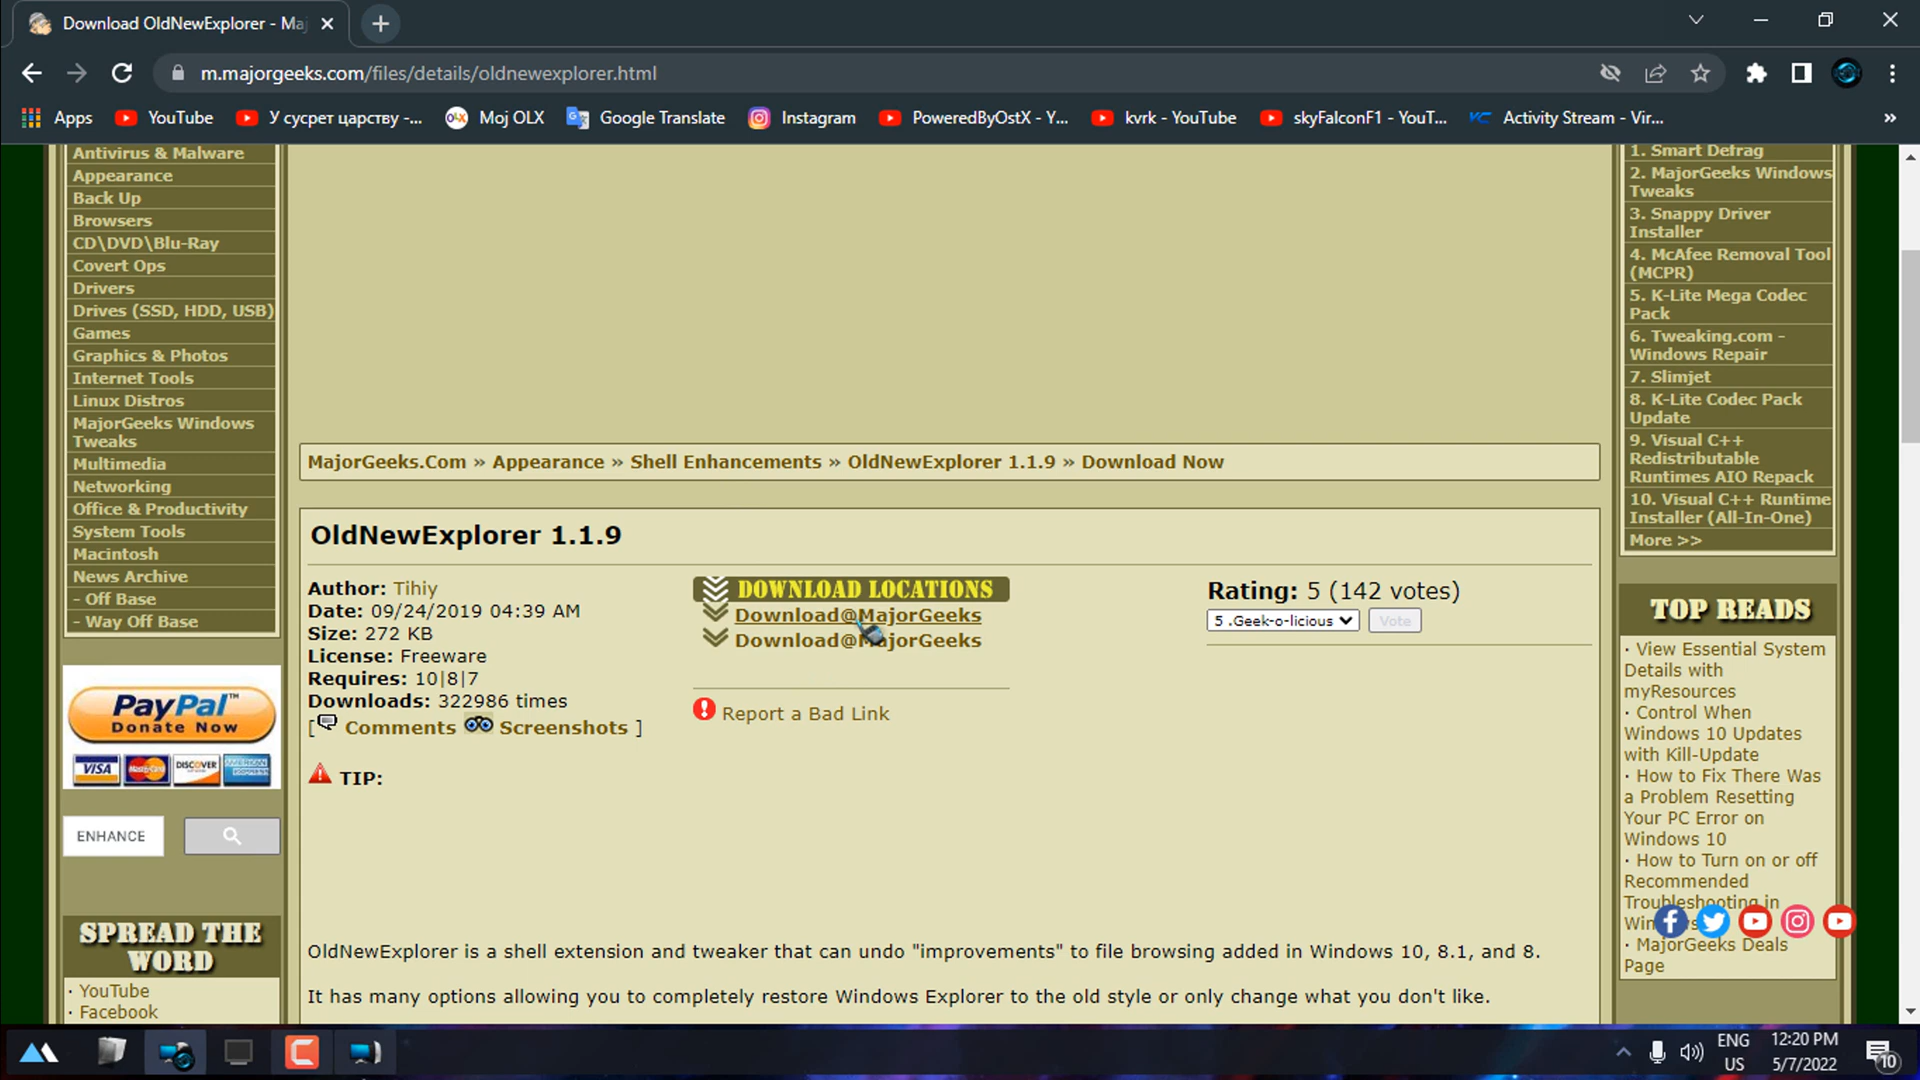 Download OldNewExplorer - Maj
m.majorgeeks.com/files/details/oldnewexplorer.html
Apps
YouTube
У сусрет царству -...
Moj OLX
Google Translate
Instagram
PoweredByOstX - Y...
kvrk - YouTube
skyFalconF1 - YouT...
Activity Stream - Vir...
»
Antivirus & Malware
Appearance
Back Up
Browsers
CD\DVD\Blu-Ray
Covert Ops
Drivers
Drives (SSD, HDD, USB)
Games
Graphics & Photos
Internet Tools
Linux Distros
MajorGeeks Windows
Tweaks
Multimedia
Networking
Office & Productivity
System Tools
Macintosh
News Archive
- Off Base
- Way Off Base
PayPal™
Donate Now
VISA
MasterCard
DISCOVER
AMERICAN EXPRESS
ENHANCE
SPREAD THE
WORD
· YouTube
· Facebook
MajorGeeks.Com » Appearance » Shell Enhancements » OldNewExplorer 1.1.9 » Download Now
OldNewExplorer 1.1.9
Author: Tihiy
Date: 09/24/2019 04:39 AM
Size: 272 KB
License: Freeware
Requires: 10|8|7
Downloads: 322986 times
[ Comments Screenshots ]
TIP:
DOWNLOAD LOCATIONS
Download@MajorGeeks
Download@MajorGeeks
Report a Bad Link
Rating: 5 (142 votes)
5 .Geek-o-licious
Vote
OldNewExplorer is a shell extension and tweaker that can undo "improvements" to file browsing added in Windows 10, 8.1, and 8.
It has many options allowing you to completely restore Windows Explorer to the old style or only change what you don't like.
1. Smart Defrag
2. MajorGeeks Windows
Tweaks
3. Snappy Driver
Installer
4. McAfee Removal Tool
(MCPR)
5. K-Lite Mega Codec
Pack
6. Tweaking.com -
Windows Repair
7. Slimjet
8. K-Lite Codec Pack
Update
9. Visual C++
Redistributable
Runtimes AIO Repack
10. Visual C++ Runtime
Installer (All-In-One)
More >>
TOP READS
· View Essential System
Details with
myResources
· Control When
Windows 10 Updates
with Kill-Update
· How to Fix There Was
a Problem Resetting
Your PC Error on
Windows 10
· How to Turn on or off
Recommended
Troubleshooting in
Win
· MajorGeeks Deals
Page
ENG
US
12:20 PM
5/7/2022
10